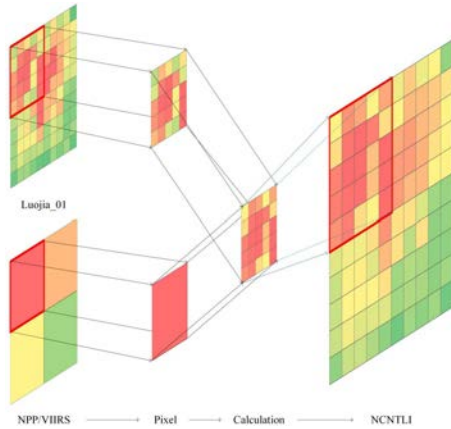 Luojia_01
NPP/VIIRS
Pixel
Calculation
NCNTLI